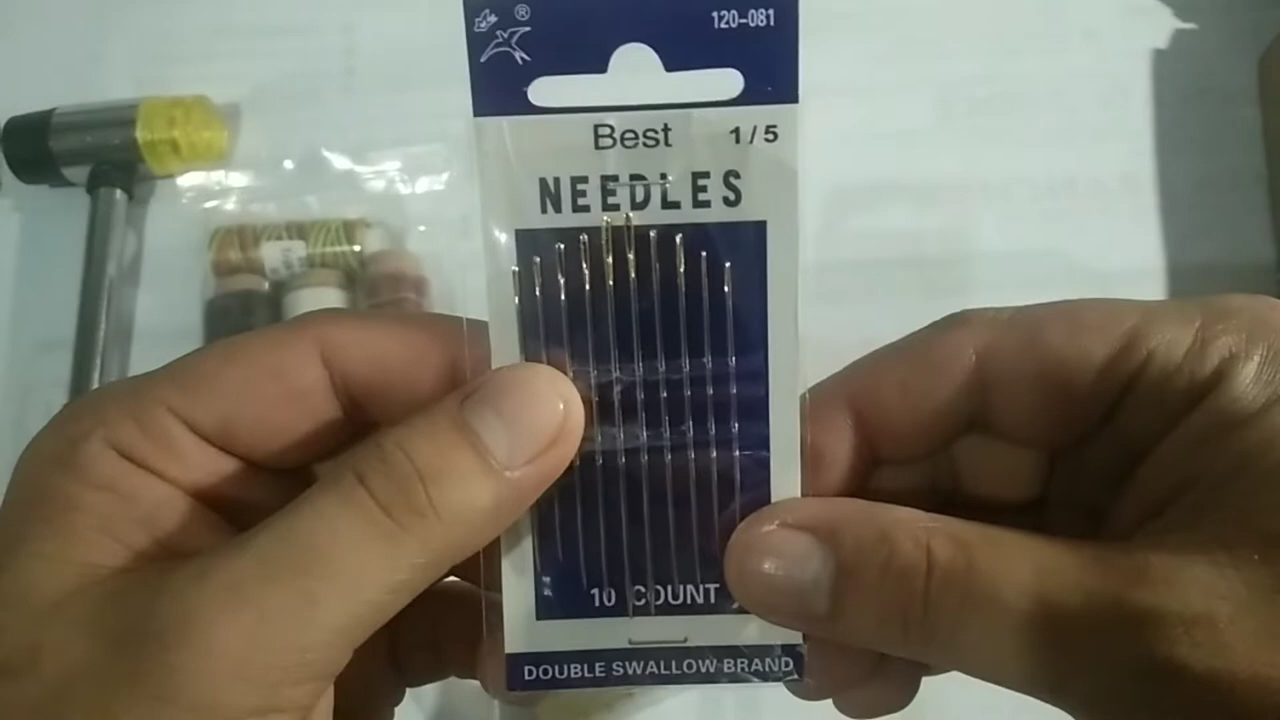 ®
120-081
Best 1/5
NEEDLES
10 COUNT
DOUBLE SWALLOW BRAND